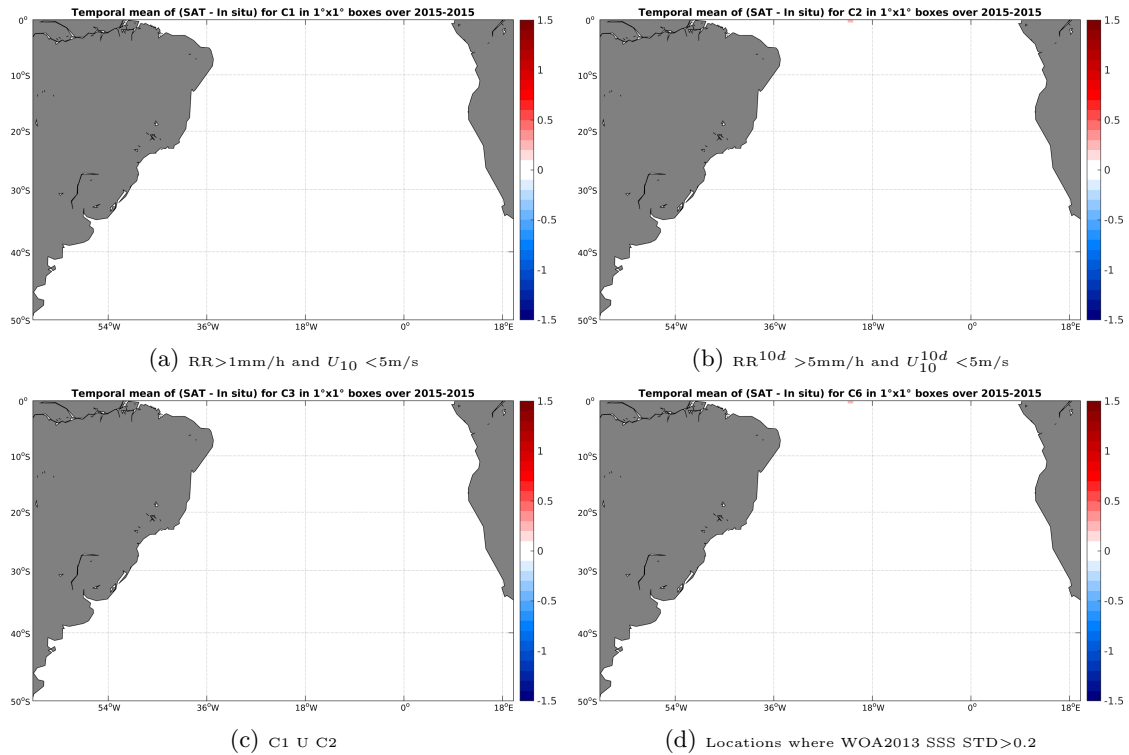 Temporal mean of (SAT - In situ) for C1 in 1°x1° boxes over 2015-2015
0°
10°S
20°S
30°S
40°S
50°S
54°W
36°W
18°W
0°
18°E
1.5
1
0.5
0
-0.5
-1
-1.5
(a) RR>1mm/h and U10 <5m/s
Temporal mean of (SAT - In situ) for C2 in 1°x1° boxes over 2015-2015
0°
10°S
20°S
30°S
40°S
50°S
54°W
36°W
18°W
0°
18°E
1.5
1
0.5
0
-0.5
-1
-1.5
(b) RR10d >5mm/h and U10d10 <5m/s
Temporal mean of (SAT - In situ) for C3 in 1°x1° boxes over 2015-2015
0°
10°S
20°S
30°S
40°S
50°S
54°W
36°W
18°W
0°
18°E
1.5
1
0.5
0
-0.5
-1
-1.5
(c) C1 U C2
Temporal mean of (SAT - In situ) for C6 in 1°x1° boxes over 2015-2015
0°
10°S
20°S
30°S
40°S
50°S
54°W
36°W
18°W
0°
18°E
1.5
1
0.5
0
-0.5
-1
-1.5
(d) Locations where WOA2013 SSS STD>0.2